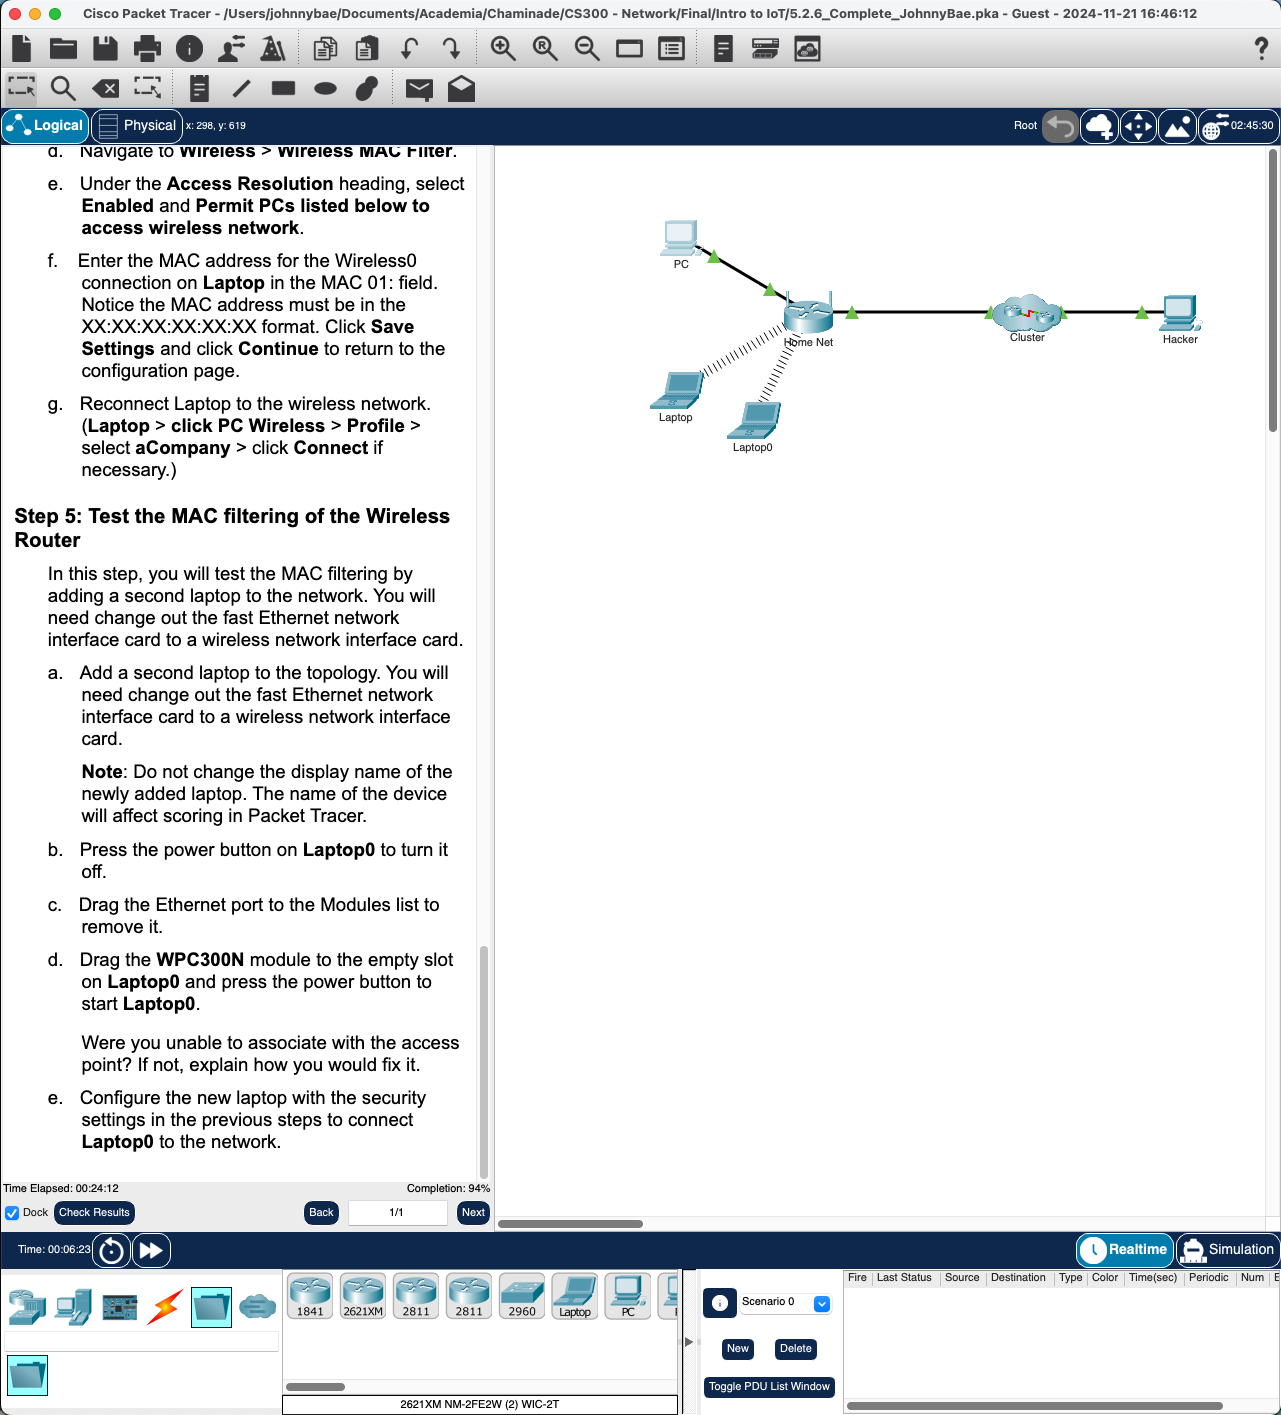 Cisco Packet Tracer - /Users/johnnybae/Documents/Academia/Chaminade/CS300 - Network/Final/Intro to IoT/5.2.6_Complete_JohnnyBae.pka - Guest - 2024-11-21 16:46:12
?
Logical
Physical
x: 298, y: 619
Root
02:45:30
d. Navigate to Wireless > Wireless MAC Filter.
e. Under the Access Resolution heading, select
Enabled and Permit PCs listed below to
access wireless network.
f. Enter the MAC address for the Wireless0
connection on Laptop in the MAC 01: field.
Notice the MAC address must be in the
XX:XX:XX:XX:XX:XX format. Click Save
Settings and click Continue to return to the
configuration page.
g. Reconnect Laptop to the wireless network.
(Laptop > click PC Wireless > Profile >
select aCompany > click Connect if
necessary.)
Step 5: Test the MAC filtering of the Wireless
Router
In this step, you will test the MAC filtering by
adding a second laptop to the network. You will
need change out the fast Ethernet network
interface card to a wireless network interface card.
a. Add a second laptop to the topology. You will
need change out the fast Ethernet network
interface card to a wireless network interface
card.
Note: Do not change the display name of the
newly added laptop. The name of the device
will affect scoring in Packet Tracer.
b. Press the power button on Laptop0 to turn it
off.
c. Drag the Ethernet port to the Modules list to
remove it.
d. Drag the WPC300N module to the empty slot
on Laptop0 and press the power button to
start Laptop0.
Were you unable to associate with the access
point? If not, explain how you would fix it.
e. Configure the new laptop with the security
settings in the previous steps to connect
Laptop0 to the network.
PC
Home Net
Cluster
Hacker
Laptop
Laptop0
Time Elapsed: 00:24:12
Completion: 94%
Dock
Check Results
Back
1/1
Next
Time: 00:06:23
Realtime
Simulation
1841
2621XM
2811
2811
2960
Laptop
PC
2621XM NM-2FE2W (2) WIC-2T
Scenario 0
New
Delete
Toggle PDU List Window
Fire Last Status Source Destination Type Color Time(sec) Periodic Num E